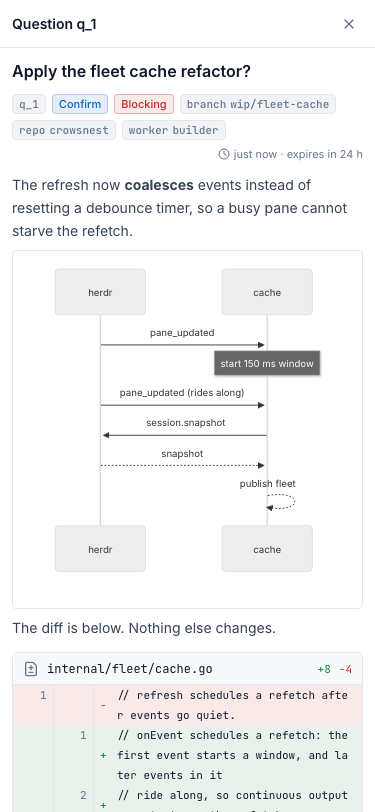 Question q_1
Apply the fleet cache refactor?
q_1 Confirm Blocking branch wip/fleet-cache
repo crowsnest worker builder
just now · expires in 24 h
The refresh now coalesces events instead of
resetting a debounce timer, so a busy pane cannot
starve the refetch.
herdr cache
pane_updated
start 150 ms window
pane_updated (rides along)
session.snapshot
snapshot
publish fleet
herdr cache
The diff is below. Nothing else changes.
internal/fleet/cache.go +8 -4
1 - // refresh schedules a refetch afte
r events go quiet.
1 + // onEvent schedules a refetch: the
first event starts a window, and la
ter events in it
2 + // ride along, so continuous output